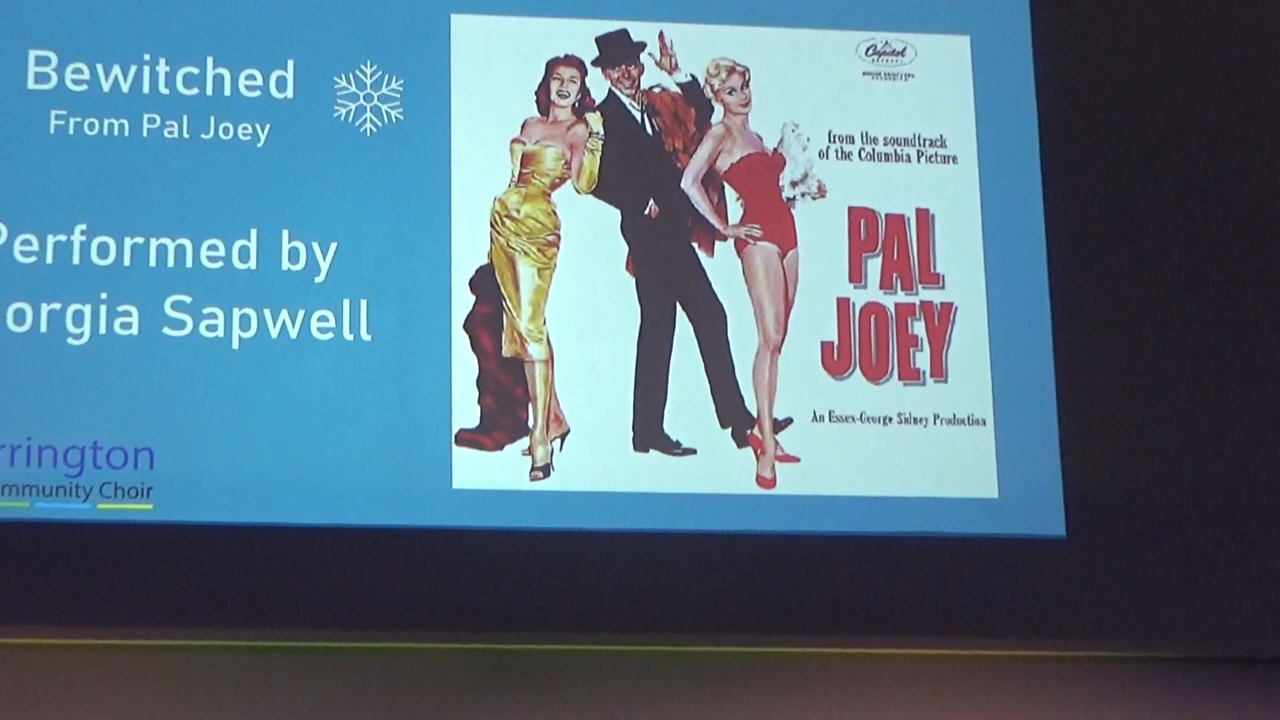 Bewitched
From Pal Joey
Performed by
orgia Sapwell
rrington
mmunity Choir
Capitol
RECORDS
from the soundtrack
of the Columbia Picture
PAL
JOEY
An Essex-George Sidney Production